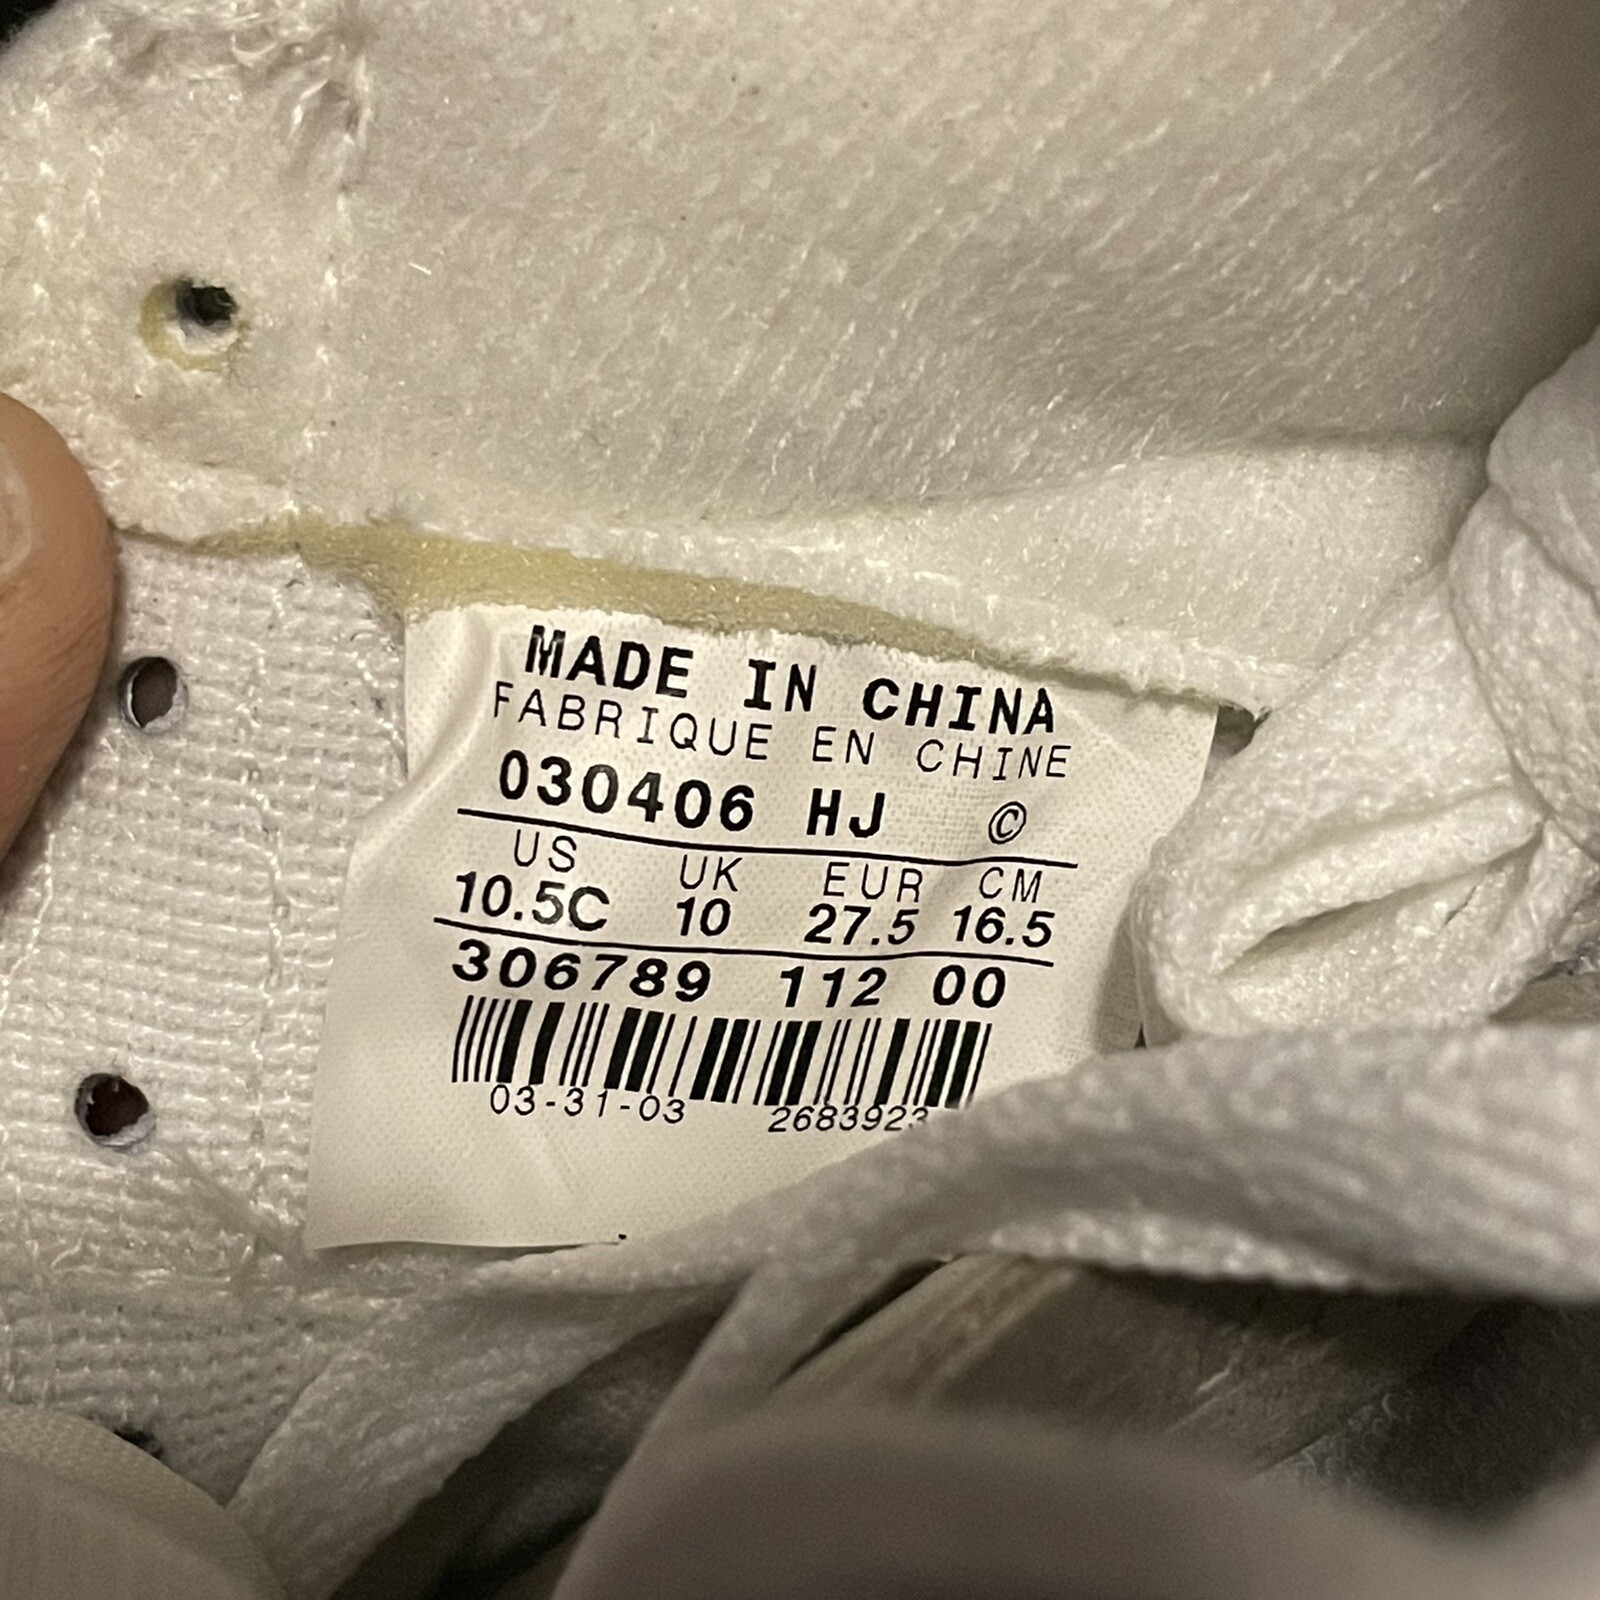 MADE IN CHINA
FABRIQUE EN CHINE
030406 HJ ©
US UK EUR CM
10.5C 10 27.5 16.5
306789 112 00
03-31-03 2683923